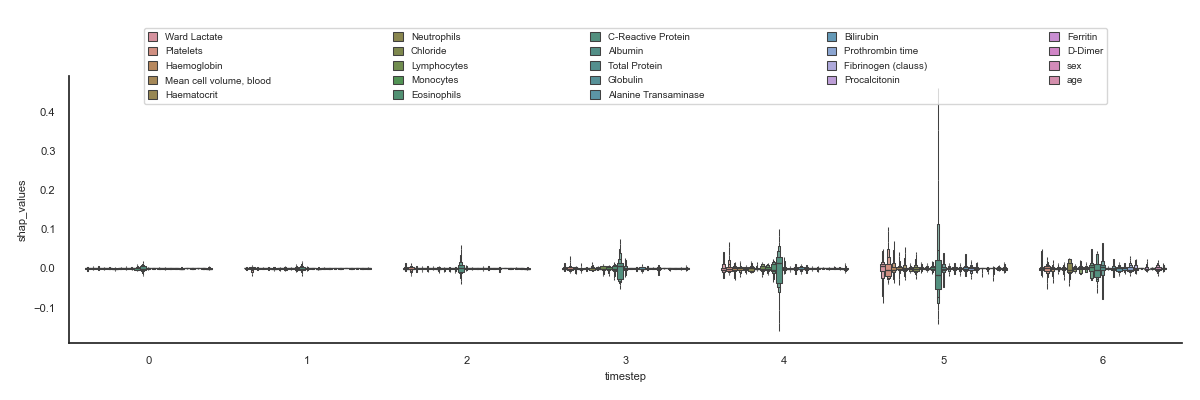 Ward Lactate
Platelets
Haemoglobin
Mean cell volume, blood
Haematocrit
Neutrophils
Chloride
Lymphocytes
Monocytes
Eosinophils
C-Reactive Protein
Albumin
Total Protein
Globulin
Alanine Transaminase
Bilirubin
Prothrombin time
Fibrinogen (clauss)
Procalcitonin
Ferritin
D-Dimer
sex
age
shap_values
0.4
0.3
0.2
0.1
0.0
−0.1
0 1 2 3 4 5 6
timestep